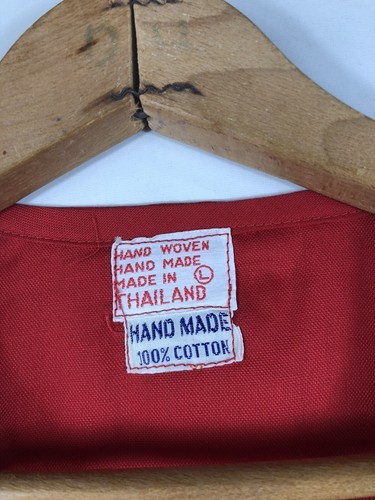 HAND WOVEN
HAND MADE
MADE IN Ⓛ
THAILAND
HAND MADE
100% COTTON